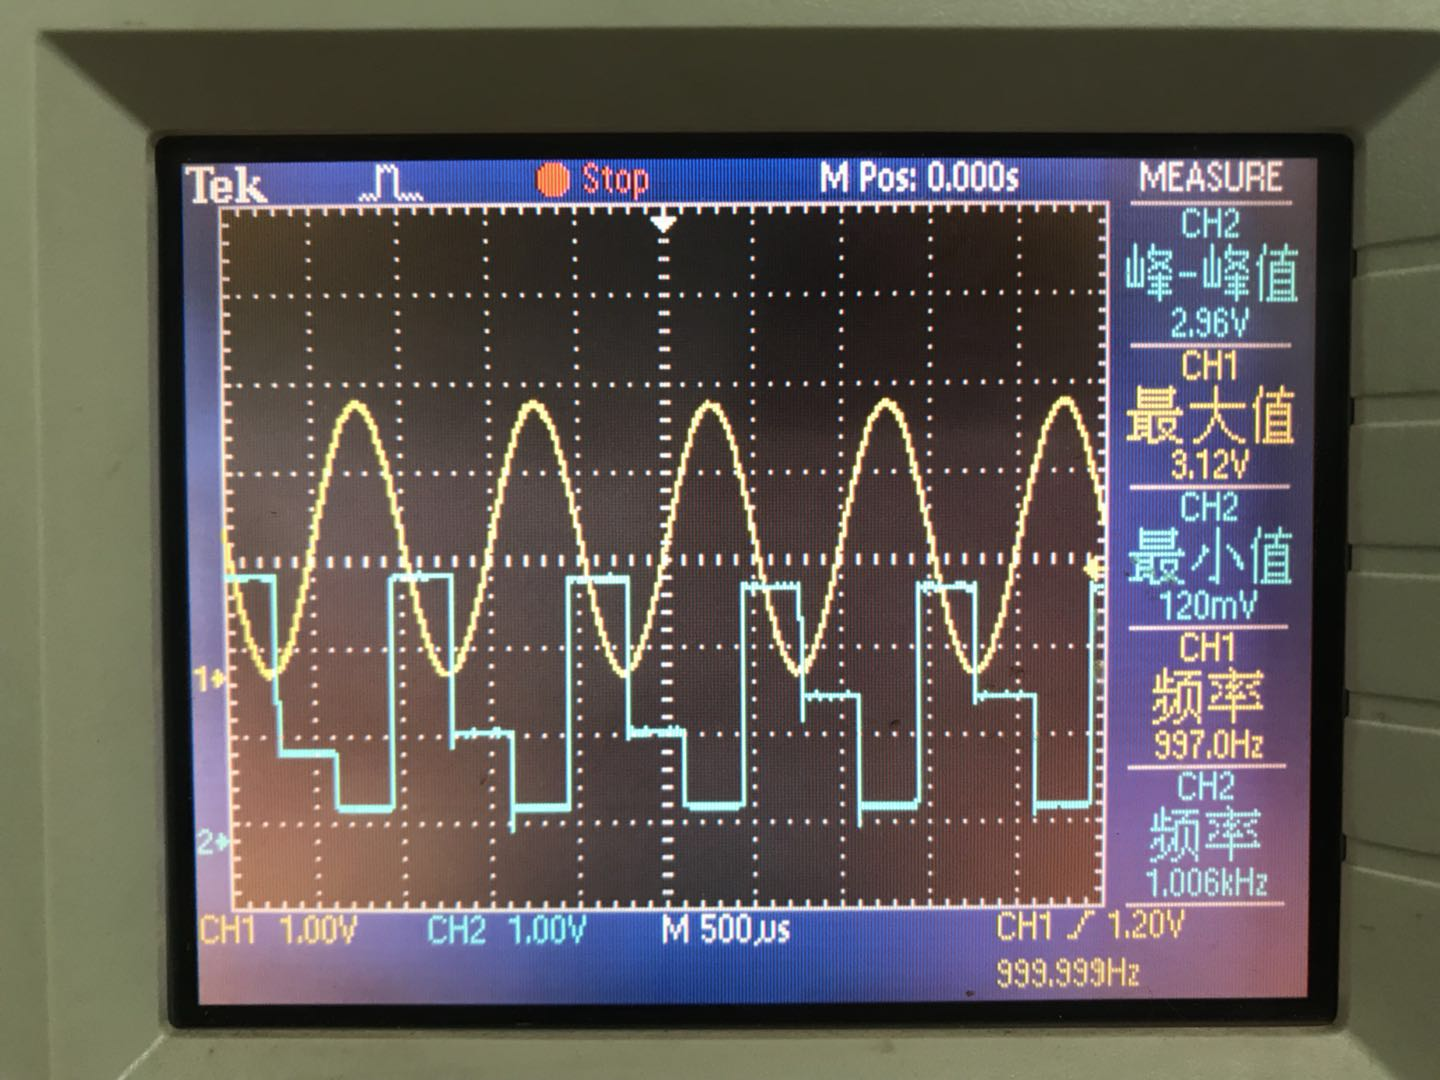 Tek
Stop
M Pos: 0.000s
MEASURE
CH2
峰-峰值
2.96V
CH1
最大值
3.12V
CH2
最小值
120mV
CH1
频率
997.0Hz
CH2
频率
1.006kHz
1
2
CH1 1.00V
CH2 1.00V
M 500µs
CH1
1.20V
999.999Hz